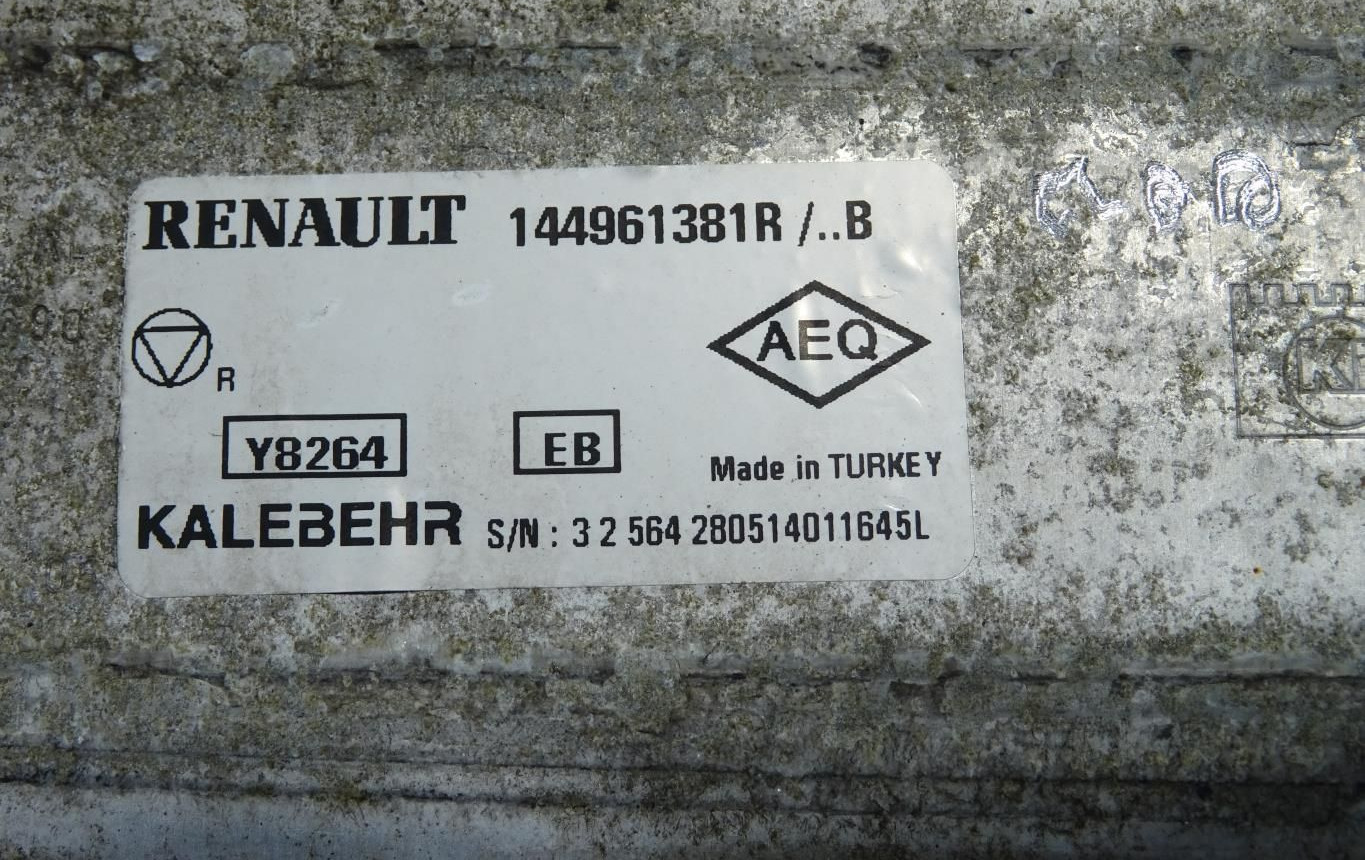 RENAULT 144961381R /..B
AEQ
R
Y8264 EB
Made in TURKEY
KALEBEHR S/N : 3 2 564 280514011645L